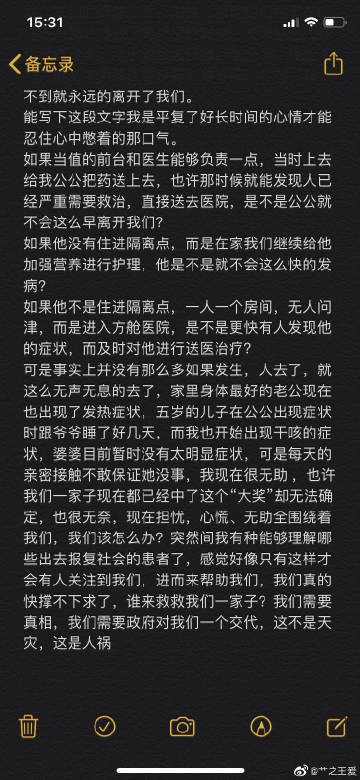 15:31
备忘录
不到就永远的离开了我们。
能写下这段文字我是平复了好长时间的心情才能
忍住心中憋着的那口气。
如果当值的前台和医生能够负责一点，当时上去
给我公公把药送上去，也许那时候就能发现人已
经严重需要救治，直接送去医院，是不是公公就
不会这么早离开我们？
如果他没有住进隔离点，而是在家我们继续给他
加强营养进行护理，他是不是就不会这么快的发
病？
如果他不是住进隔离点，一人一个房间，无人问
津，而是进入方舱医院，是不是更快有人发现他
的症状，而及时对他进行送医治疗？
可是事实上并没有那么多如果发生，人去了，就
这么无声无息的去了，家里身体最好的老公现在
也出现了发热症状，五岁的儿子在公公出现症状
时跟爷爷睡了好几天，而我也开始出现干咳的症
状，婆婆目前暂时没有太明显症状，可是每天的
亲密接触不敢保证她没事，我现在很无助 ，也许
我们一家子现在都已经中了这个“大奖”却无法确
定，也很无奈，现在担忧，心慌、无助全围绕着
我们，我们该怎么办？突然间我有种能够理解哪
些出去报复社会的患者了，感觉好像只有这样才
会有人关注到我们，进而来帮助我们，我们真的
快撑不下求了，谁来救救我们一家子？我们需要
真相，我们需要政府对我们一个交代，这不是天
灾，这是人祸
@艹之王爱